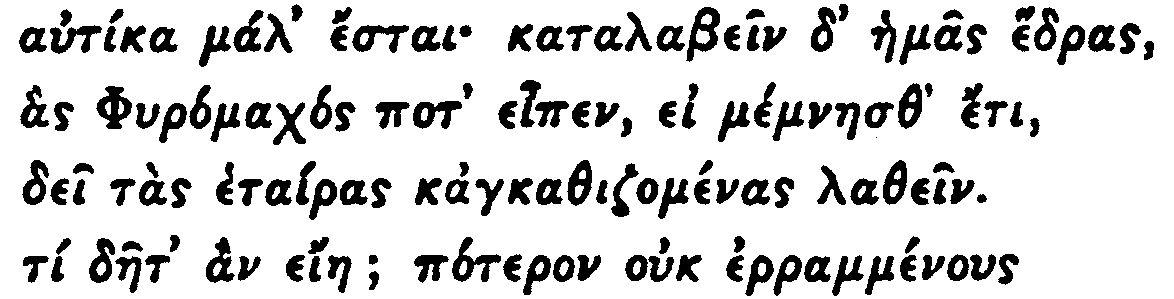 αὐτίκα μάλ’ ἔσται· καταλαβεῖν δ’ ἡμᾶς ἕδρας,
ἃς Φυρόμαχός ποτ’ εἶπεν, εἰ μέμνησθ’ ἔτι,
δεῖ τὰς ἑταίρας κἀγκαθιζομένας λαθεῖν.
τί δῆτ’ ἂν εἴη; πότερον οὐκ ἐρραμμένους